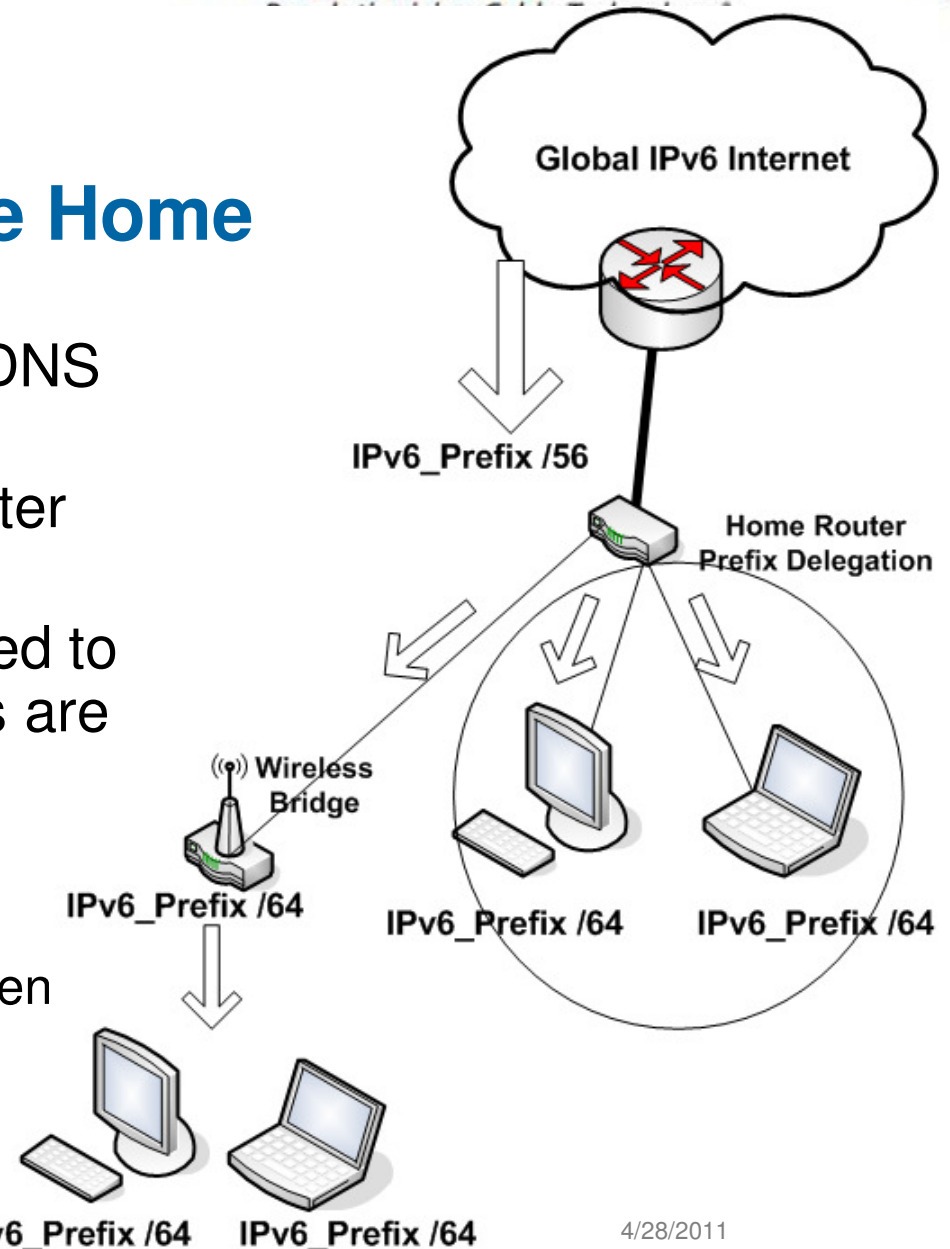 Global IPv6 Internet
e Home
DNS
IPv6_Prefix /56
ter
Home Router
Prefix Delegation
ed to
s are
Wireless
Bridge
IPv6_Prefix /64
IPv6_Prefix /64
IPv6_Prefix /64
en
v6_Prefix /64
IPv6_Prefix /64
4/28/2011